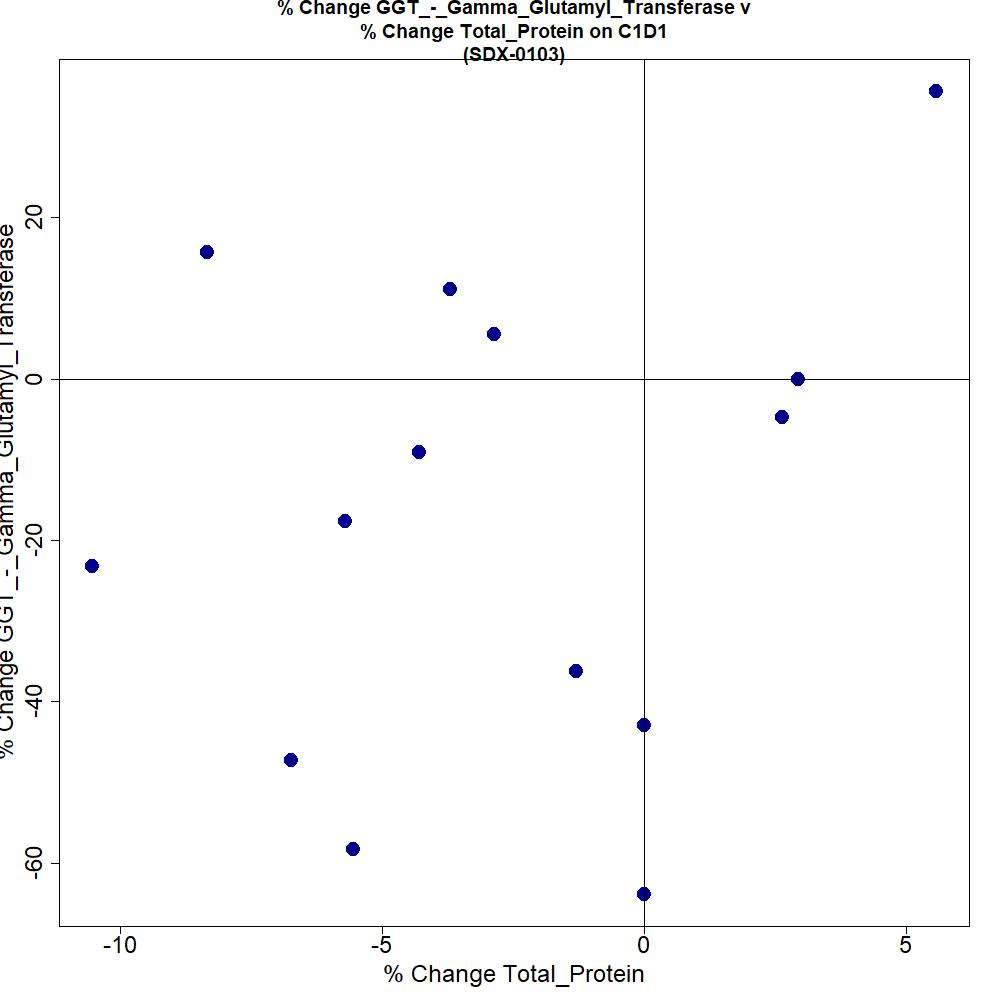 % Change GGT_-_Gamma_Glutamyl_Transferase v
% Change Total_Protein on C1D1
(SDX-0103)
% Change GGT_-_Gamma_Glutamyl_Transferase
20
0
-20
-40
-60
-10
-5
0
5
% Change Total_Protein